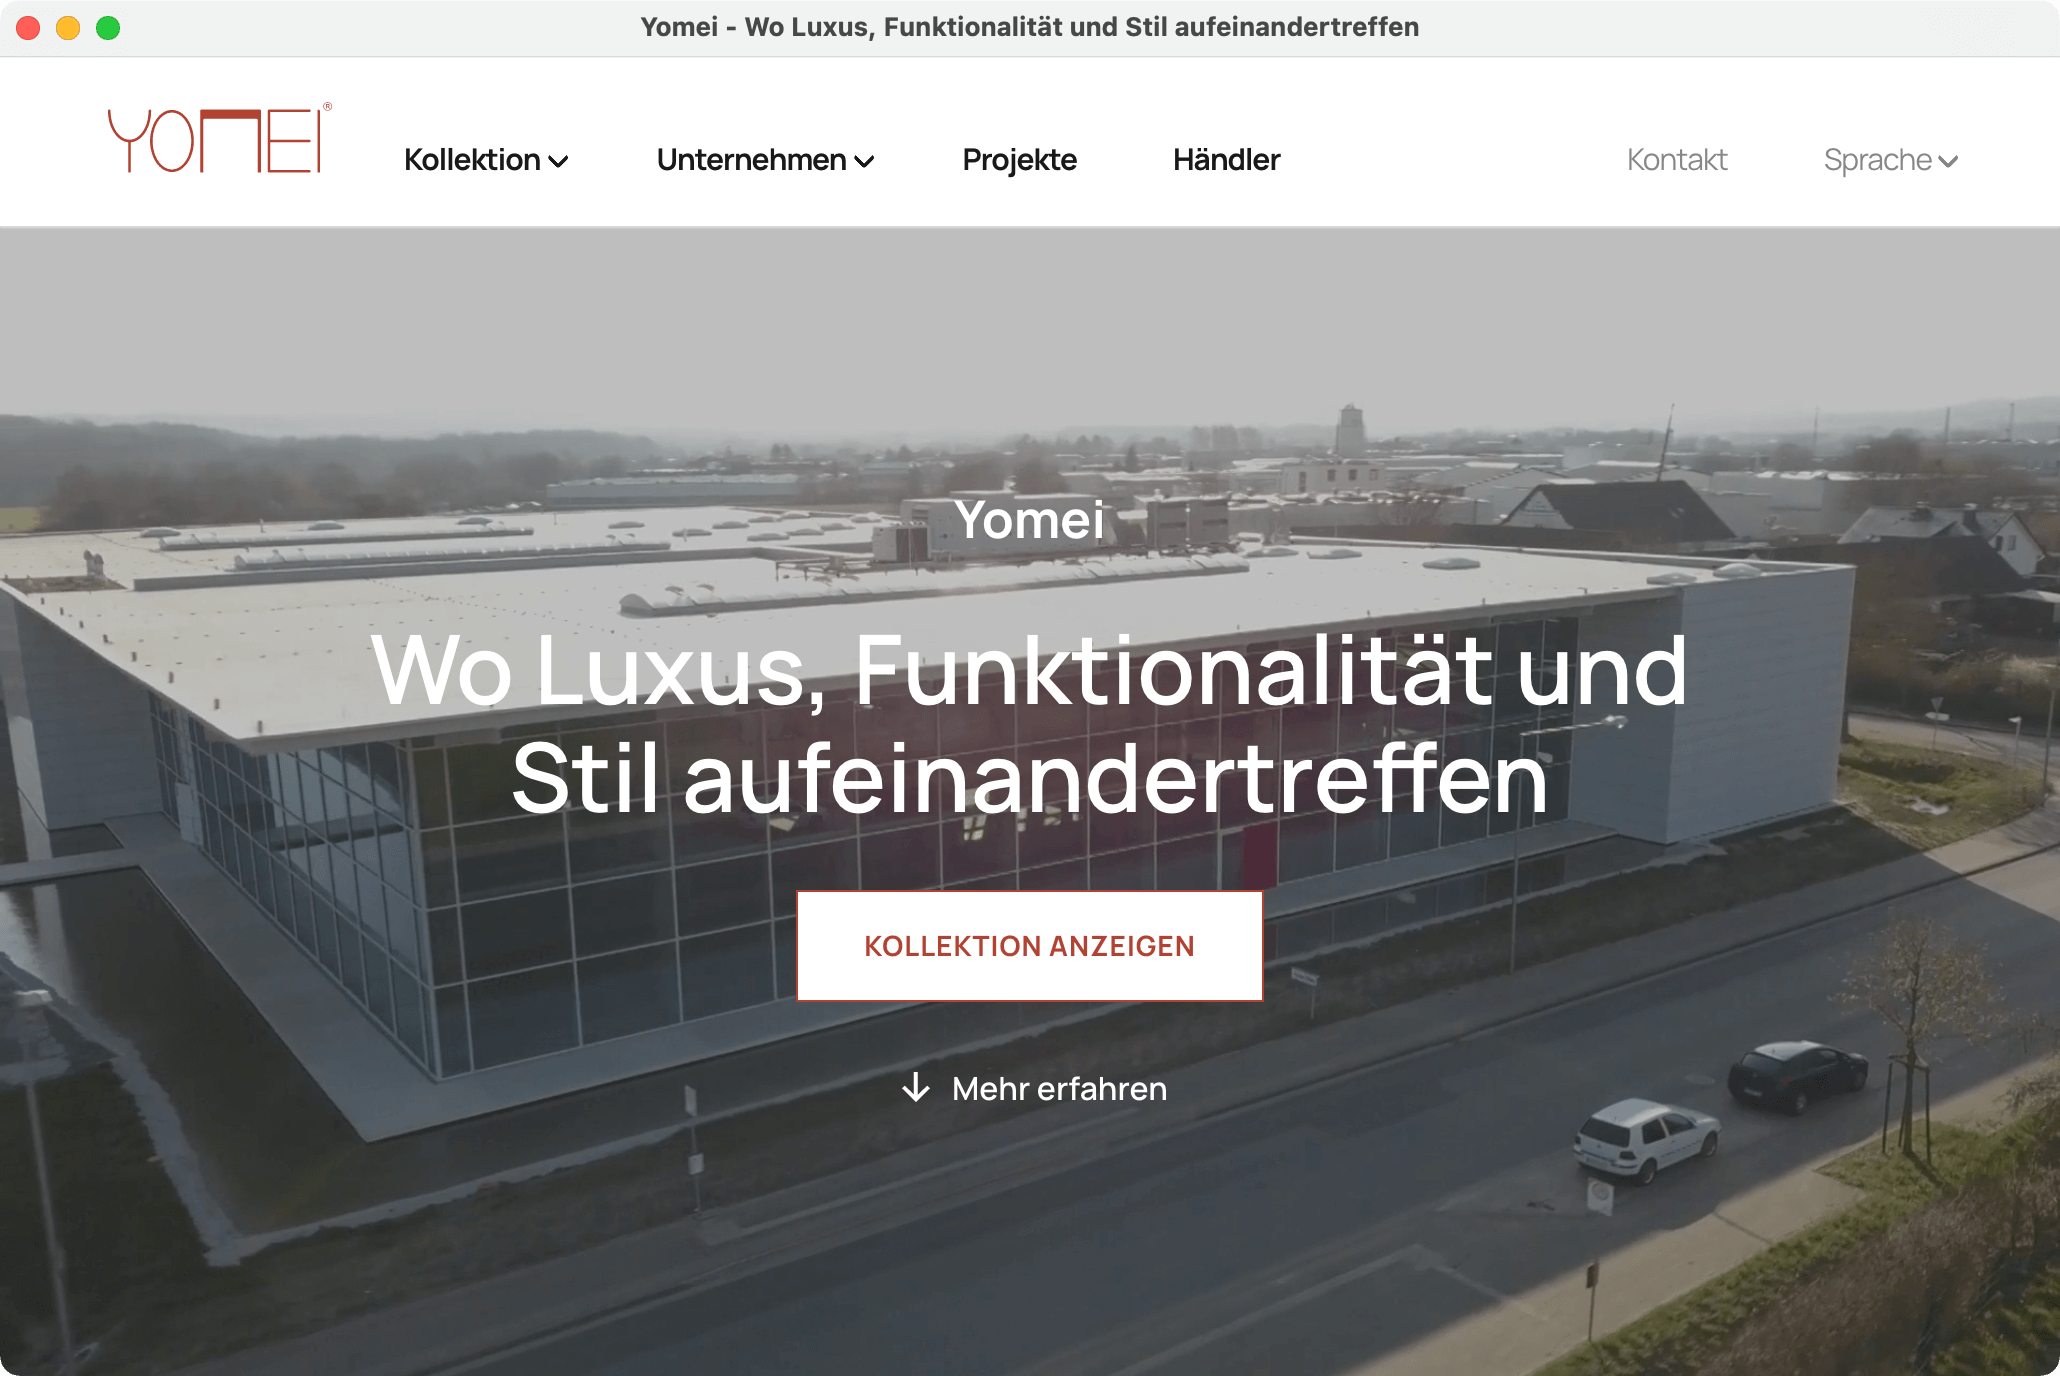 Yomei - Wo Luxus, Funktionalität und Stil aufeinandertreffen
YOMEI®
Kollektion
Unternehmen
Projekte
Händler
Kontakt
Sprache
Yomei
Wo Luxus, Funktionalität und
Stil aufeinandertreffen
KOLLEKTION ANZEIGEN
Mehr erfahren